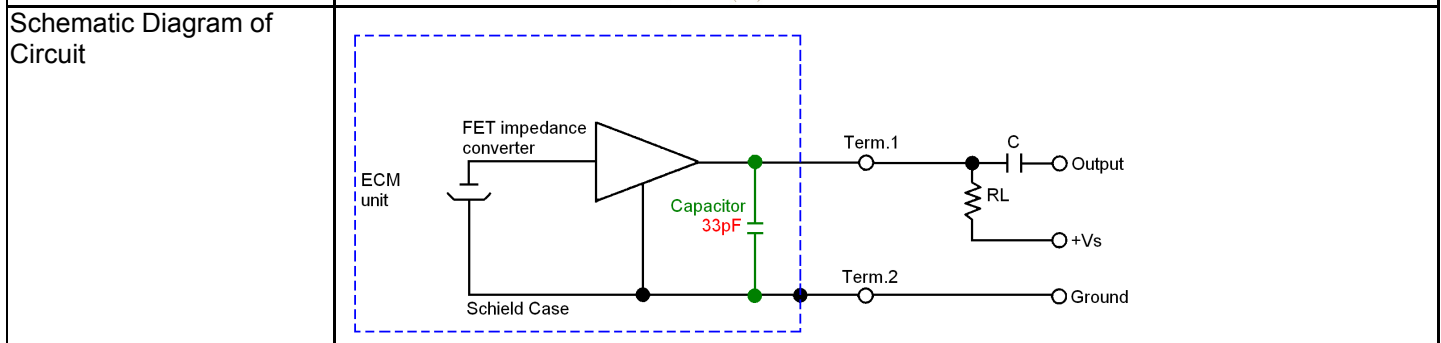 Schematic Diagram of
Circuit
FET impedance
converter
ECM
unit
Capacitor
33pF
Schield Case
Term.1
C
Output
RL
+Vs
Term.2
Ground